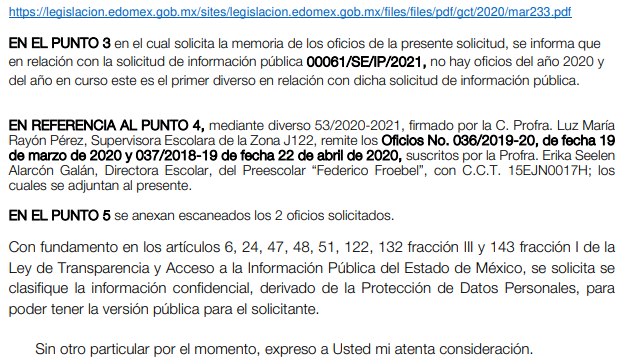 https://legislacion.edomex.gob.mx/sites/legislacion.edomex.gob.mx/files/files/pdf/gct/2020/mar233.pdf
EN EL PUNTO 3 en el cual solicita la memoria de los oficios de la presente solicitud, se informa que
en relación con la solicitud de información pública 00061/SE/IP/2021, no hay oficios del año 2020 y
del año en curso este es el primer diverso en relación con dicha solicitud de información pública.
EN REFERENCIA AL PUNTO 4, mediante diverso 53/2020-2021, firmado por la C. Profra. Luz María
Rayón Pérez, Supervisora Escolara de la Zona J122, remite los Oficios No. 036/2019-20, de fecha 19
de marzo de 2020 y 037/2018-19 de fecha 22 de abril de 2020, suscritos por la Profra. Erika Seelen
Alarcón Galán, Directora Escolar, del Preescolar “Federico Froebel”, con C.C.T. 15EJN0017H; los
cuales se adjuntan al presente.
EN EL PUNTO 5 se anexan escaneados los 2 oficios solicitados.
Con fundamento en los artículos 6, 24, 47, 48, 51, 122, 132 fracción III y 143 fracción I de la
Ley de Transparencia y Acceso a la Información Pública del Estado de México, se solicita se
clasifique la información confidencial, derivado de la Protección de Datos Personales, para
poder tener la versión pública para el solicitante.
Sin otro particular por el momento, expreso a Usted mi atenta consideración.